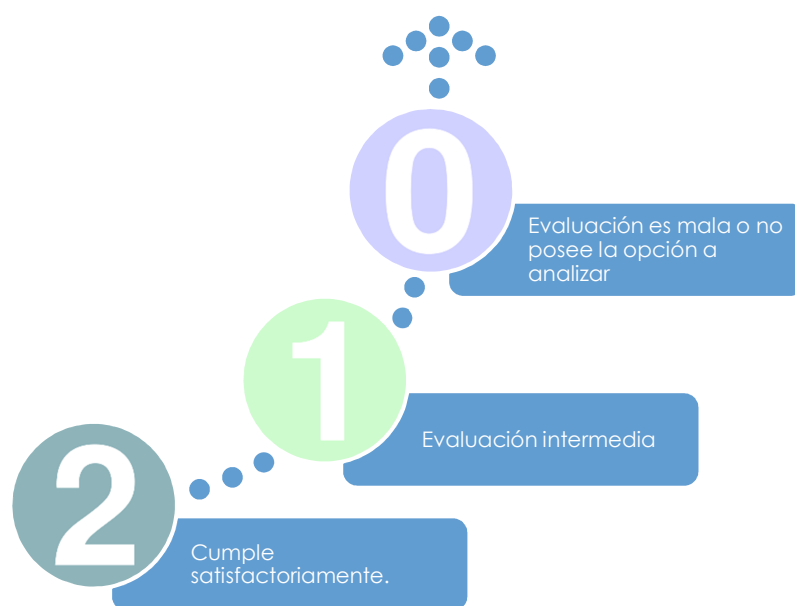 0
Evaluación es mala o no
posee la opción a
analizar
1
Evaluación intermedia
2
Cumple
satisfactoriamente.